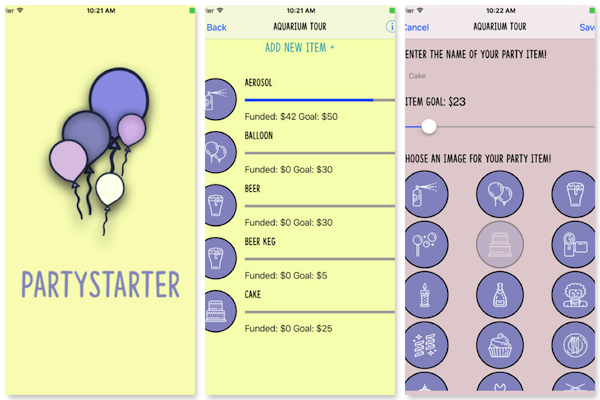 ier 10:21 AM
PARTYSTARTER
ier 10:21 AM
Back AQUARIUM TOUR i
ADD NEW ITEM +
AEROSOL
Funded: $42 Goal: $50
BALLOON
Funded: $0 Goal: $30
BEER
Funded: $0 Goal: $30
BEER KEG
Funded: $0 Goal: $5
CAKE
Funded: $0 Goal: $25
ier 10:22 AM
Cancel AQUARIUM TOUR Save
ENTER THE NAME OF YOUR PARTY ITEM!
Cake
ITEM GOAL: $23
CHOOSE AN IMAGE FOR YOUR PARTY ITEM!